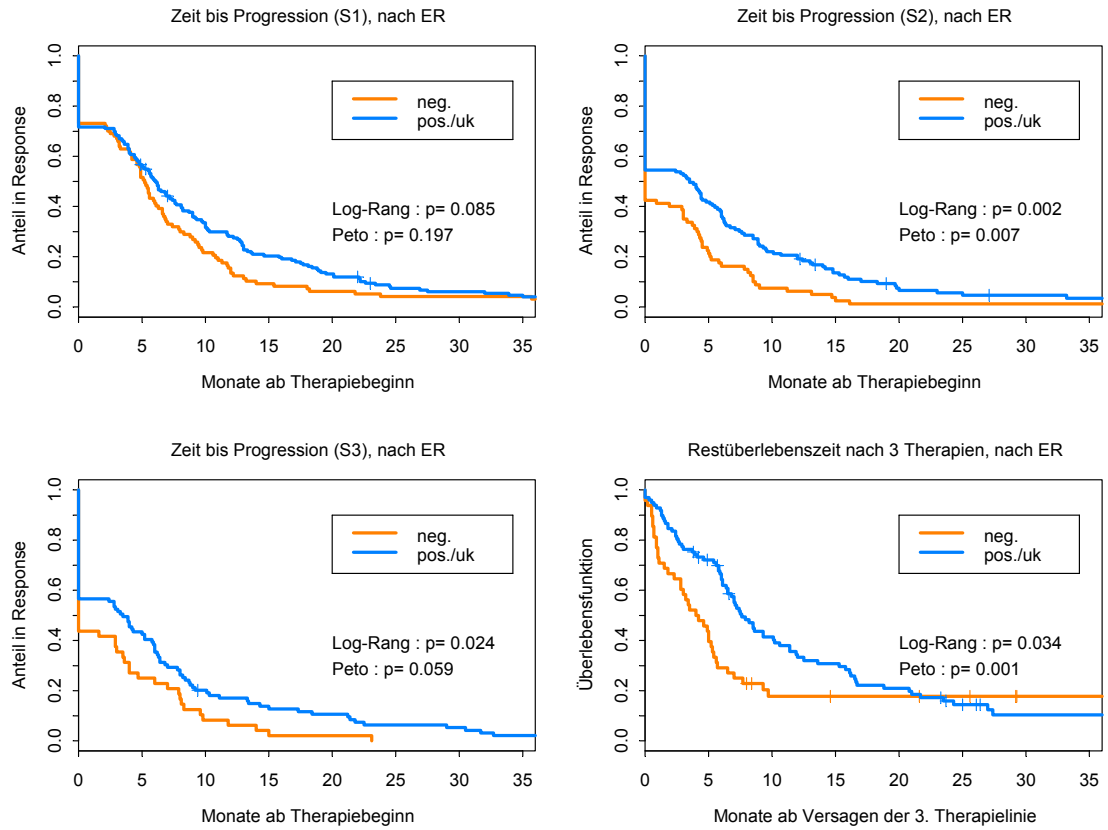 Zeit bis Progression (S1), nach ER
Anteil in Response
0.0 0.2 0.4 0.6 0.8 1.0
neg.
pos./uk
Log-Rang : p= 0.085
Peto : p= 0.197
0 5 10 15 20 25 30 35
Monate ab Therapiebeginn
Zeit bis Progression (S2), nach ER
Anteil in Response
0.0 0.2 0.4 0.6 0.8 1.0
neg.
pos./uk
Log-Rang : p= 0.002
Peto : p= 0.007
0 5 10 15 20 25 30 35
Monate ab Therapiebeginn
Zeit bis Progression (S3), nach ER
Anteil in Response
0.0 0.2 0.4 0.6 0.8 1.0
neg.
pos./uk
Log-Rang : p= 0.024
Peto : p= 0.059
0 5 10 15 20 25 30 35
Monate ab Therapiebeginn
Restüberlebenszeit nach 3 Therapien, nach ER
Überlebensfunktion
0.0 0.2 0.4 0.6 0.8 1.0
neg.
pos./uk
Log-Rang : p= 0.034
Peto : p= 0.001
0 5 10 15 20 25 30 35
Monate ab Versagen der 3. Therapielinie